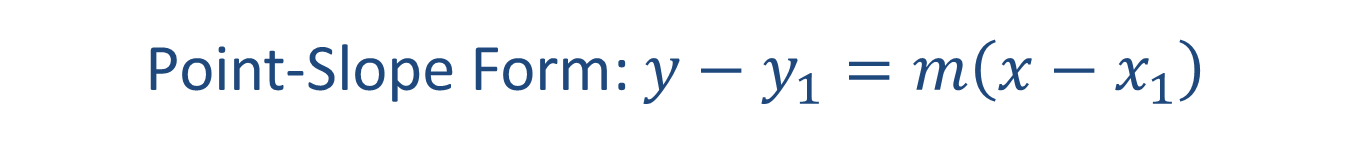 Point-Slope Form: y − y₁ = m(x − x₁)